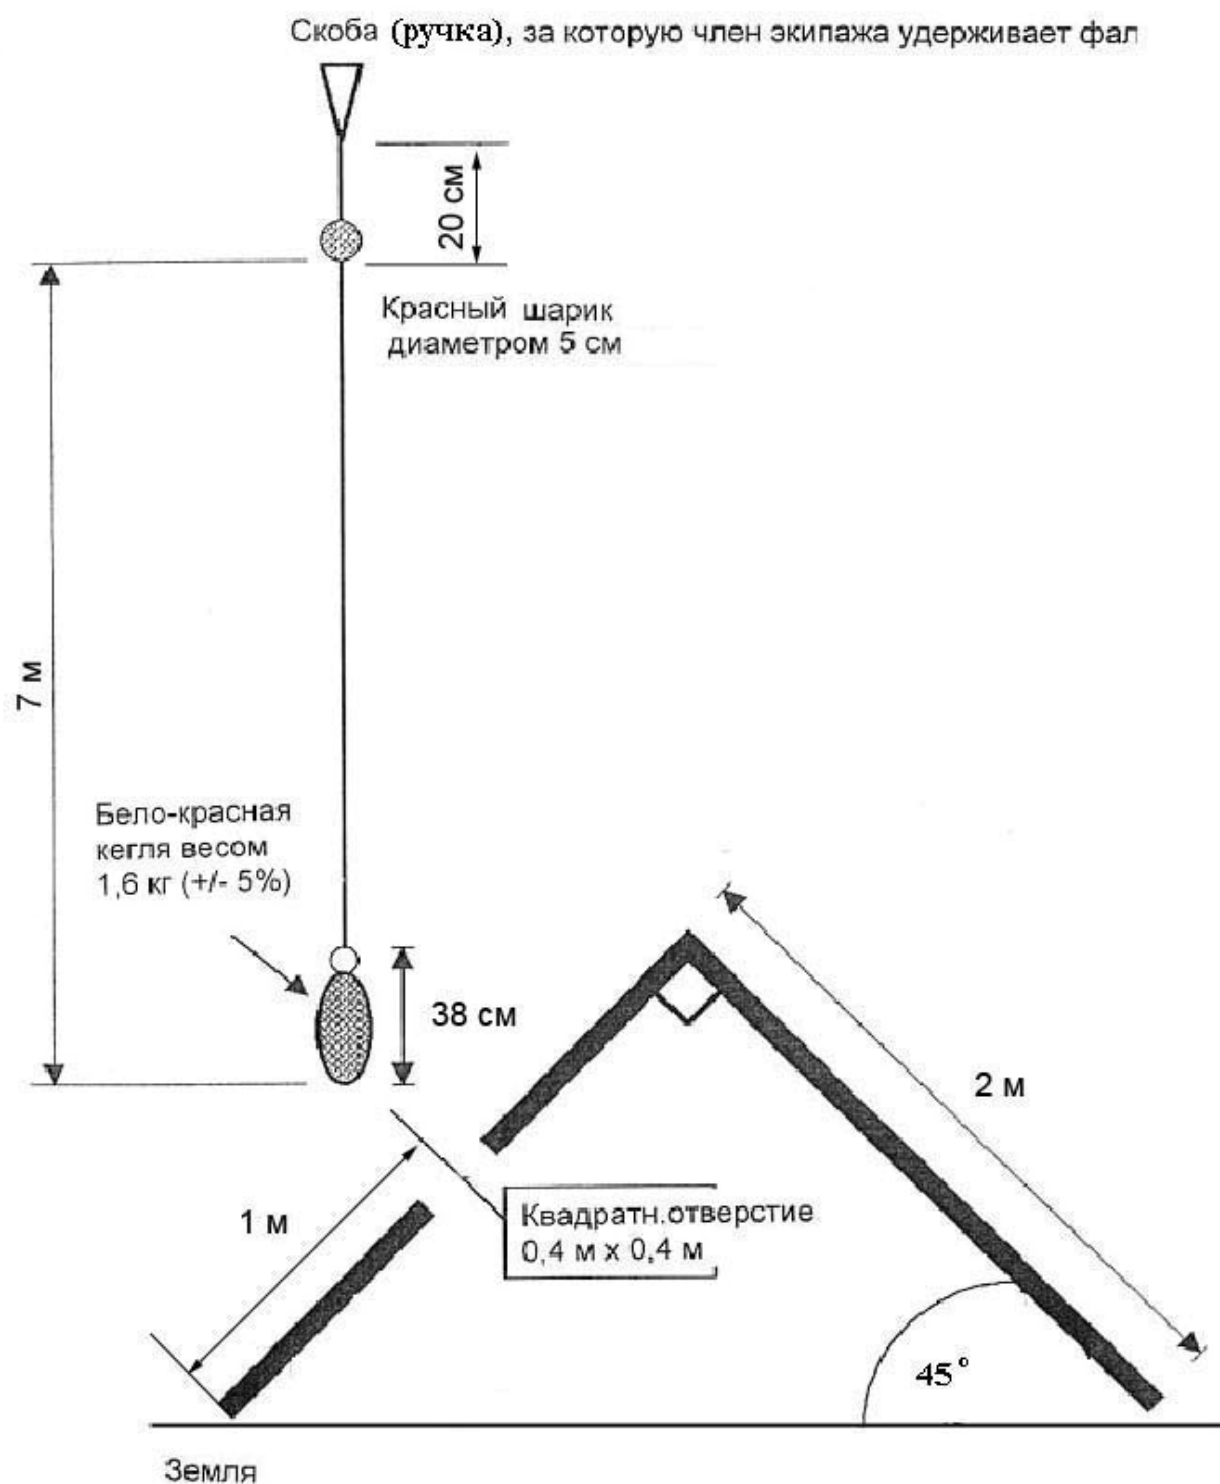 Скоба (ручка), за которую член экипажа удерживает фал
20 см
Красный шарик
диаметром 5 см
7 м
Бело-красная
кегля весом
1,6 кг (+/- 5%)
38 см
2 м
1 м
Квадратн.отверстие
0,4 м х 0,4 м
45°
Земля